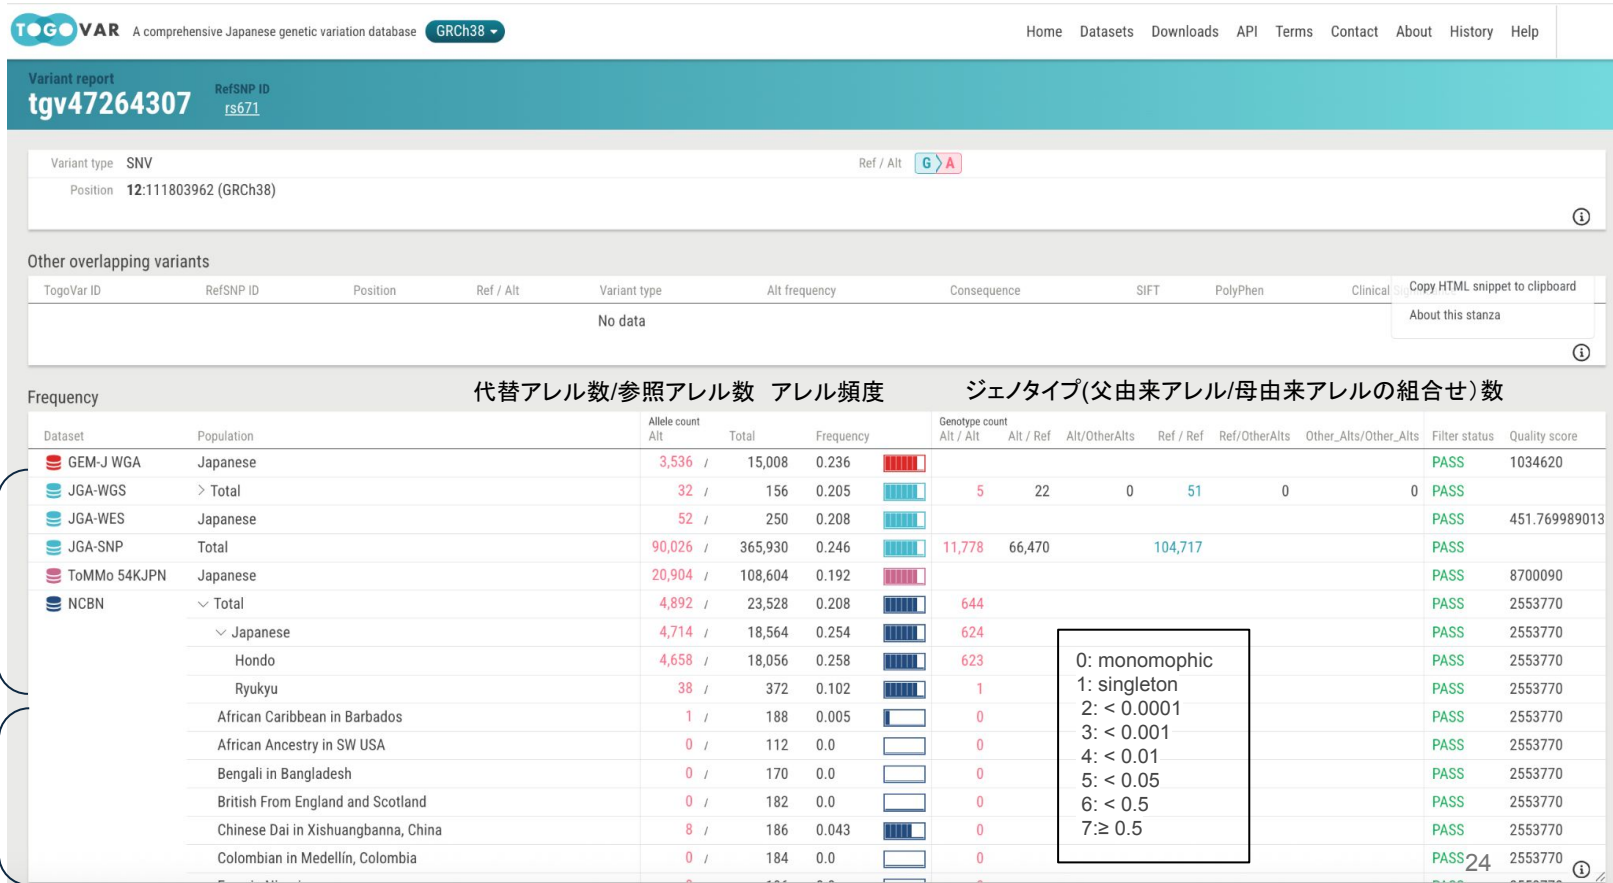 TOGOVAR A comprehensive Japanese genetic variation database GRCh38 Home Datasets Downloads API Terms Contact About History Help
Variant report
tgv47264307
RefSNP ID
rs671
Variant type SNV Ref / Alt G > A
Position 12:111803962 (GRCh38)
Other overlapping variants
TogoVar ID RefSNP ID Position Ref / Alt Variant type Alt frequency Consequence SIFT PolyPhen Clinical
Copy HTML snippet to clipboard
About this stanza
No data
Frequency
代替アレル数/参照アレル数 アレル頻度 ジェノタイプ(父由来アレル/母由来アレルの組合せ）数
Allele count Genotype count
Dataset Population Alt Total Frequency Alt / Alt Alt / Ref Alt/OtherAlts Ref / Ref Ref/OtherAlts Other_Alts/Other_Alts Filter status Quality score
GEM-J WGA Japanese 3,536 / 15,008 0.236 PASS 1034620
JGA-WGS > Total 32 / 156 0.205 5 22 0 51 0 0 PASS
JGA-WES Japanese 52 / 250 0.208 PASS 451.769989013
JGA-SNP Total 90,026 / 365,930 0.246 11,778 66,470 104,717 PASS
ToMMo 54KJPN Japanese 20,904 / 108,604 0.192 PASS 8700090
NCBN Total 4,892 / 23,528 0.208 644 PASS 2553770
Japanese 4,714 / 18,564 0.254 624 PASS 2553770
Hondo 4,658 / 18,056 0.258 623 PASS 2553770
Ryukyu 38 / 372 0.102 1 PASS 2553770
African Caribbean in Barbados 1 / 188 0.005 0 PASS 2553770
African Ancestry in SW USA 0 / 112 0.0 0 PASS 2553770
Bengali in Bangladesh 0 / 170 0.0 0 PASS 2553770
British From England and Scotland 0 / 182 0.0 0 PASS 2553770
Chinese Dai in Xishuangbanna, China 8 / 186 0.043 0 PASS 2553770
Colombian in Medellín, Colombia 0 / 184 0.0 0 PASS 2553770
0: monomophic
1: singleton
2: < 0.0001
3: < 0.001
4: < 0.01
5: < 0.05
6: < 0.5
7:≥ 0.5
24